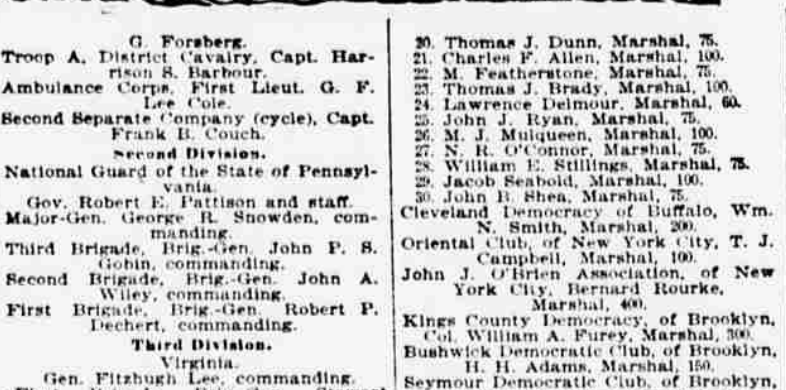 G. Forsberg.
Troop A, District Cavalry, Capt. Har-
rison S. Barbour.
Ambulance Corps, First Lieut. G. F.
Lee Cole.
Second Separate Company (cycle), Capt.
Frank B. Couch.
Second Division.
National Guard of the State of Pennsyl-
vania.
Gov. Robert E. Pattison and staff.
Major-Gen. George R. Snowden, com-
manding.
Third Brigade, Brig.-Gen. John P. S.
Gobin, commanding.
Second Brigade, Brig.-Gen. John A.
Wiley, commanding.
First Brigade, Brig.-Gen. Robert P.
Dechert, commanding.
Third Division.
Virginia.
Gen. Fitzhugh Lee, commanding.
20. Thomas J. Dunn, Marshal, 75.
21. Charles F. Allen, Marshal, 100.
22. M. Featherstone, Marshal, 75.
23. Thomas J. Brady, Marshal, 100.
24. Lawrence Delmour, Marshal, 60.
25. John J. Ryan, Marshal, 75.
26. M. J. Mulqueen, Marshal, 100.
27. N. R. O'Connor, Marshal, 75.
28. William E. Stillings, Marshal, 75.
29. Jacob Seabold, Marshal, 100.
30. John B. Shea, Marshal, 75.
Cleveland Democracy of Buffalo, Wm.
N. Smith, Marshal, 200.
Oriental Club, of New York City, T. J.
Campbell, Marshal, 100.
John J. O'Brien Association, of New
York City, Bernard Rourke,
Marshal, 400.
Kings County Democracy, of Brooklyn,
Col. William A. Furey, Marshal, 300.
Bushwick Democratic Club, of Brooklyn,
H. H. Adams, Marshal, 150.
Seymour Democratic Club, of Brooklyn,